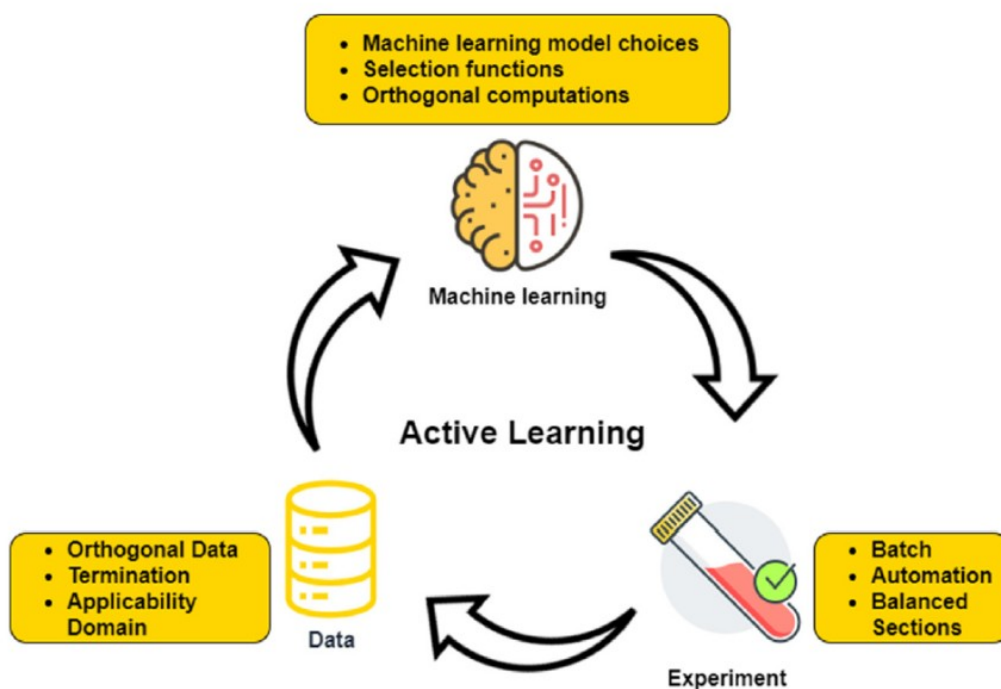 • Machine learning model choices
• Selection functions
• Orthogonal computations
Machine learning
Active Learning
• Orthogonal Data
• Termination
• Applicability
Domain
Data
• Batch
• Automation
• Balanced
Sections
Experiment